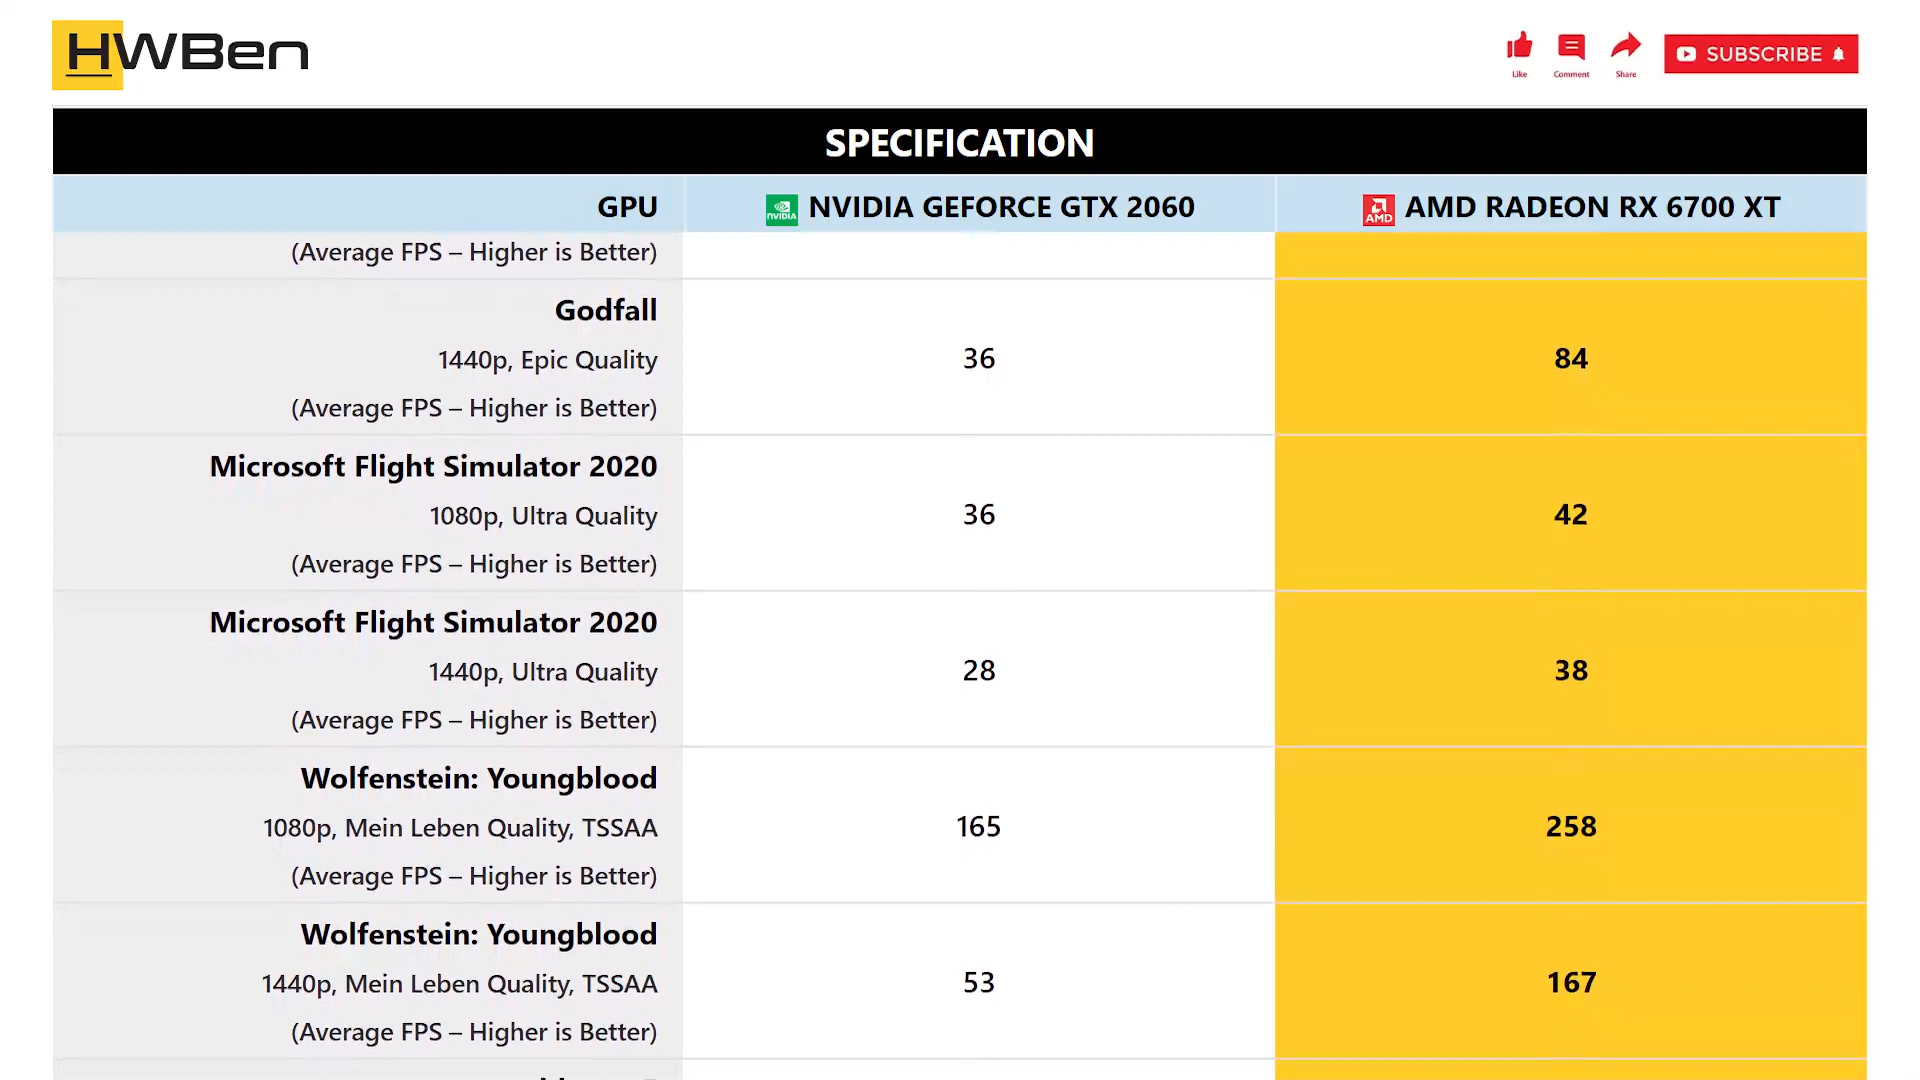 HWBen
Like
Comment
Share
SUBSCRIBE
SPECIFICATION
GPU
NVIDIA
NVIDIA GEFORCE GTX 2060
AMD
AMD RADEON RX 6700 XT
(Average FPS – Higher is Better)
Godfall
1440p, Epic Quality
(Average FPS – Higher is Better)
36
84
Microsoft Flight Simulator 2020
1080p, Ultra Quality
(Average FPS – Higher is Better)
36
42
Microsoft Flight Simulator 2020
1440p, Ultra Quality
(Average FPS – Higher is Better)
28
38
Wolfenstein: Youngblood
1080p, Mein Leben Quality, TSSAA
(Average FPS – Higher is Better)
165
258
Wolfenstein: Youngblood
1440p, Mein Leben Quality, TSSAA
(Average FPS – Higher is Better)
53
167